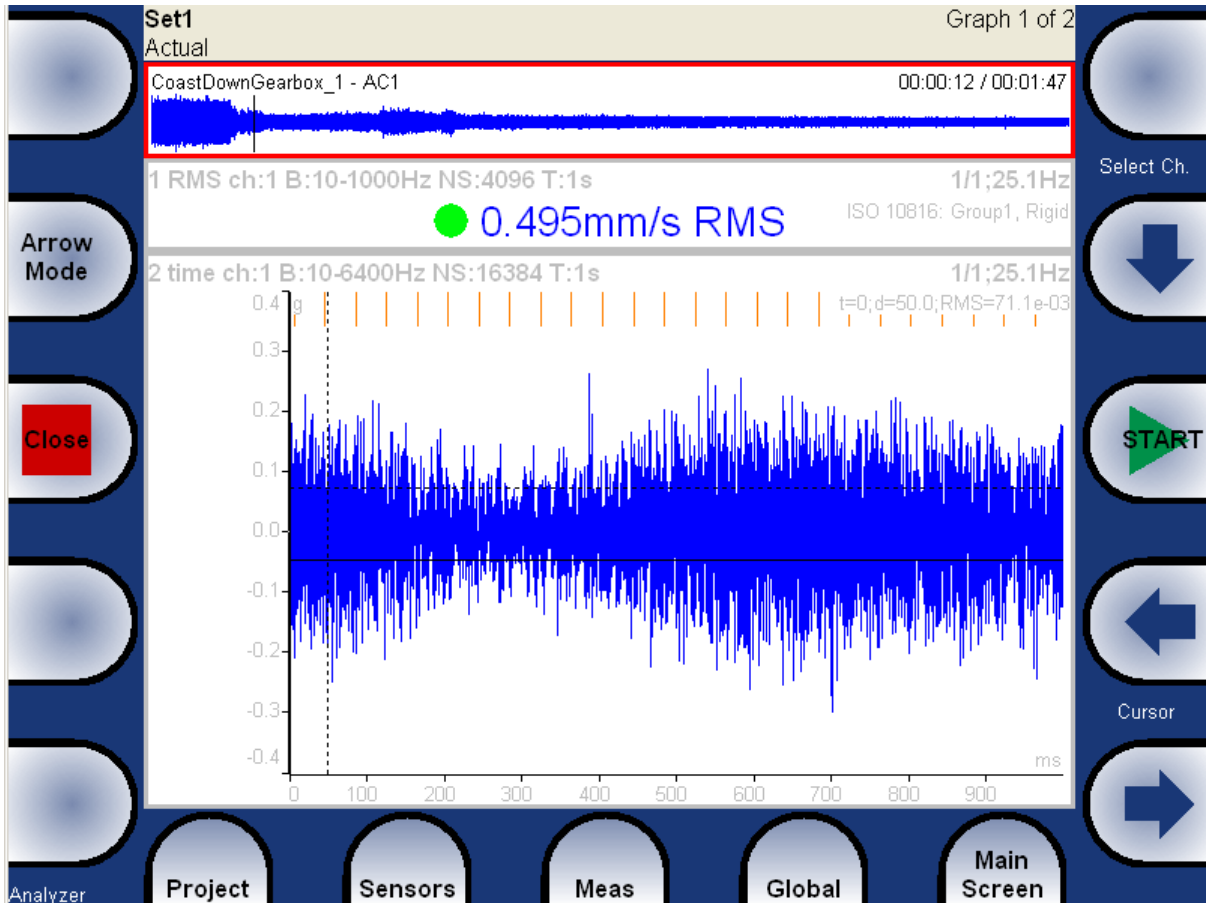 Set1
Graph 1 of 2
Actual
CoastDownGearbox_1 - AC1
00:00:12 / 00:01:47
Select Ch.
1 RMS ch:1 B:10-1000Hz NS:4096 T:1s
1/1;25.1Hz
0.495mm/s RMS
ISO 10816: Group1, Rigid
Arrow
Mode
2 time ch:1 B:10-6400Hz NS:16384 T:1s
1/1;25.1Hz
0.4
g
t=0;d=50.0;RMS=71.1e-03
0.3
0.2
Close
START
0.1
0.0
-0.1
-0.2
-0.3
Cursor
-0.4
ms
0 100 200 300 400 500 600 700 800 900
Analyzer
Project
Sensors
Meas
Global
Main
Screen